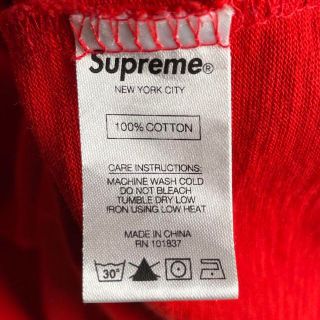 Supreme®
NEW YORK CITY
100% COTTON
CARE INSTRUCTIONS:
MACHINE WASH COLD
DO NOT BLEACH
TUMBLE DRY LOW
IRON USING LOW HEAT
MADE IN CHINA
RN 101837
30°